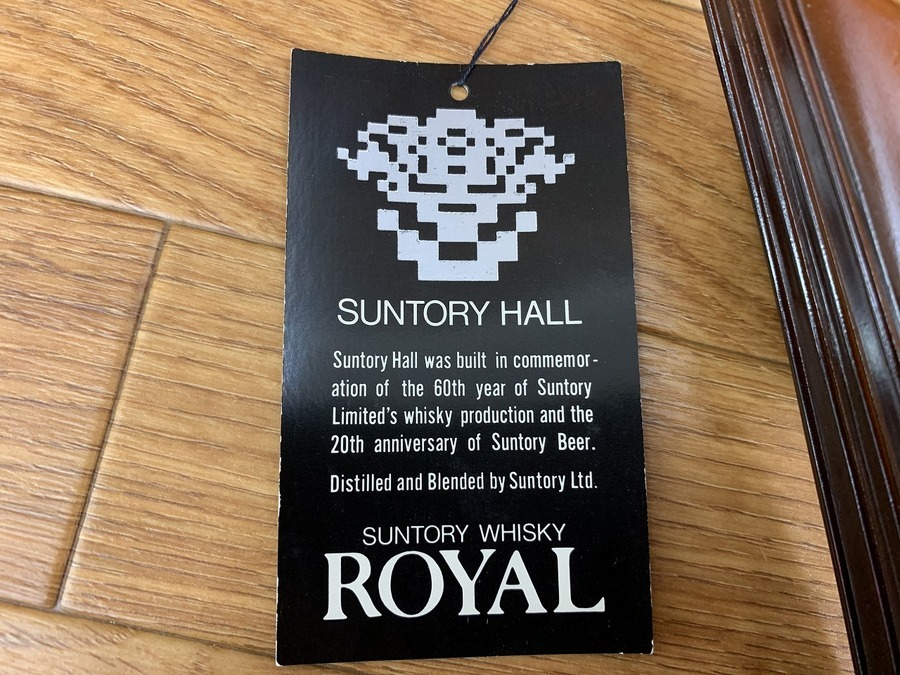 SUNTORY HALL
Suntory Hall was built in commemor-
ation of the 60th year of Suntory
Limited's whisky production and the
20th anniversary of Suntory Beer.
Distilled and Blended by Suntory Ltd.
SUNTORY WHISKY
ROYAL